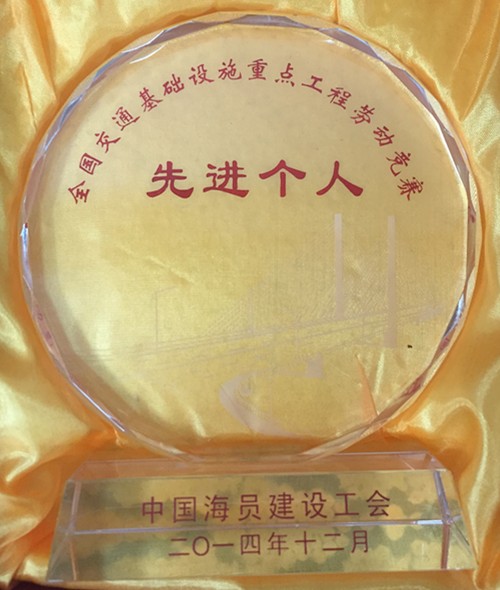 全国交通基础设施重点工程劳动竞赛
先进个人
中国海员建设工会
二〇一四年十二月